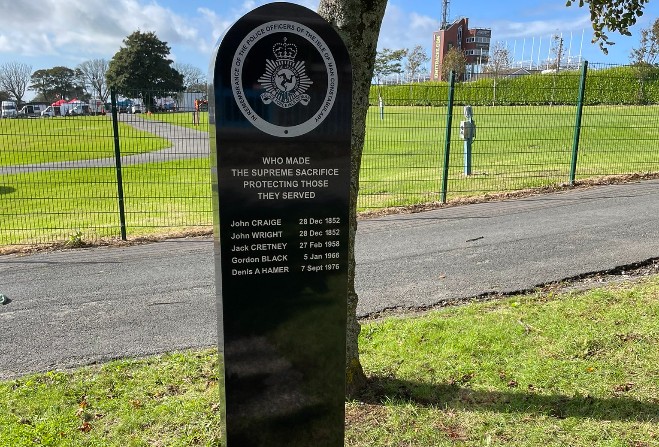 IN REMEMBRANCE OF THE POLICE OFFICERS OF THE ISLE OF MAN CONSTABULARY
WHO MADE
THE SUPREME SACRIFICE
PROTECTING THOSE
THEY SERVED
John CRAIGE 28 Dec 1852
John WRIGHT 28 Dec 1852
Jack CRETNEY 27 Feb 1958
Gordon BLACK 5 Jan 1966
Denis A HAMER 7 Sept 1975